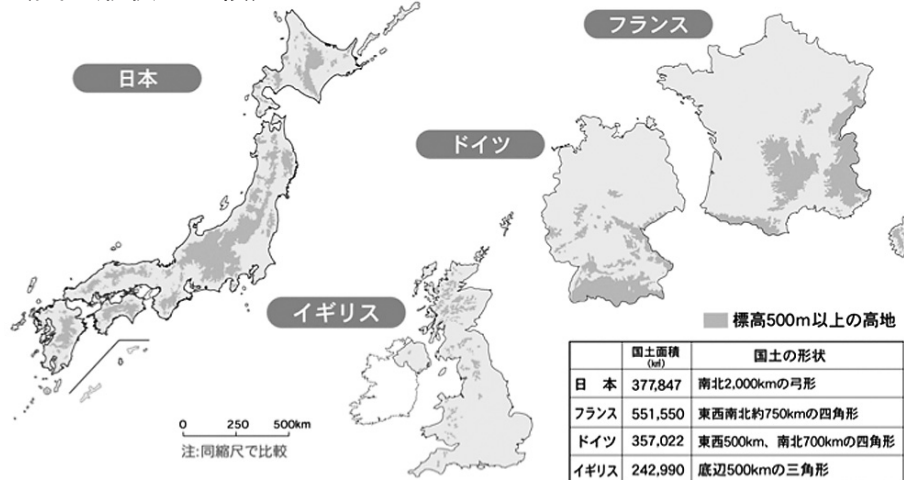 フランス
日本
ドイツ
イギリス
標高500m以上の高地
国土面積 (㎢) 国土の形状
日 本 377,847 南北2,000kmの弓形
フランス 551,550 東西南北約750kmの四角形
ドイツ 357,022 東西500km、南北700kmの四角形
イギリス 242,990 底辺500kmの三角形
0 250 500km
注:同縮尺で比較